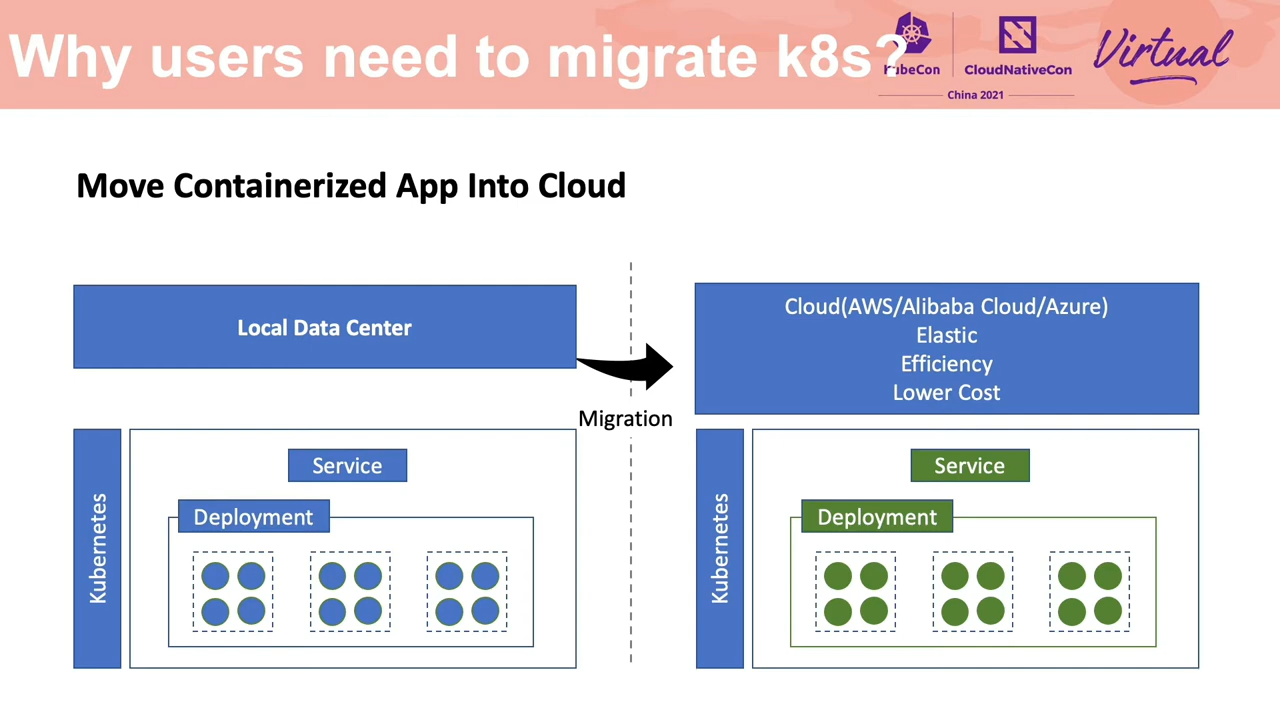 Why users need to migrate k8s?
KubeCon
CloudNativeCon
China 2021
Virtual
Move Containerized App Into Cloud
Local Data Center
Cloud(AWS/Alibaba Cloud/Azure)
Elastic
Efficiency
Lower Cost
Migration
Kubernetes
Service
Deployment
Kubernetes
Service
Deployment